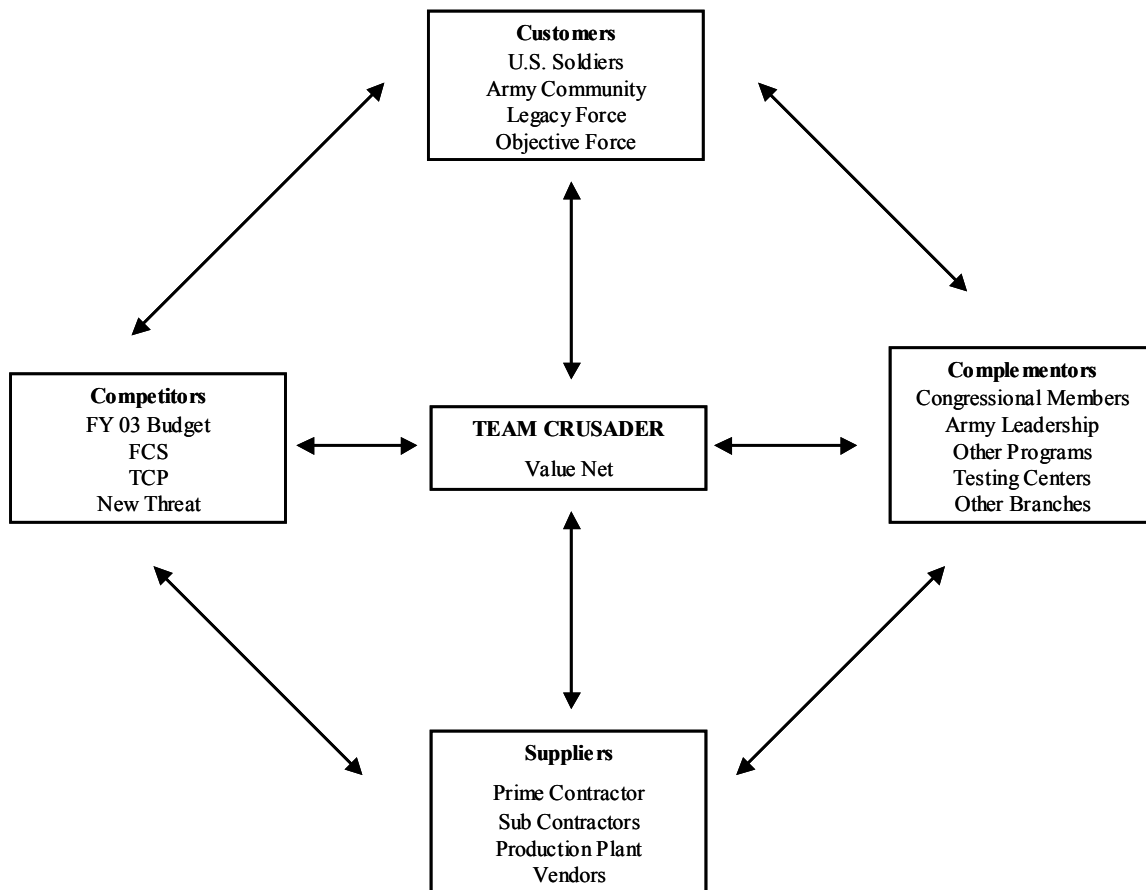 Customers
U.S. Soldiers
Army Community
Legacy Force
Objective Force
Competitors
FY 03 Budget
FCS
TCP
New Threat
TEAM CRUSADER
Value Net
Complementors
Congressional Members
Army Leadership
Other Programs
Testing Centers
Other Branches
Suppliers
Prime Contractor
Sub Contractors
Production Plant
Vendors